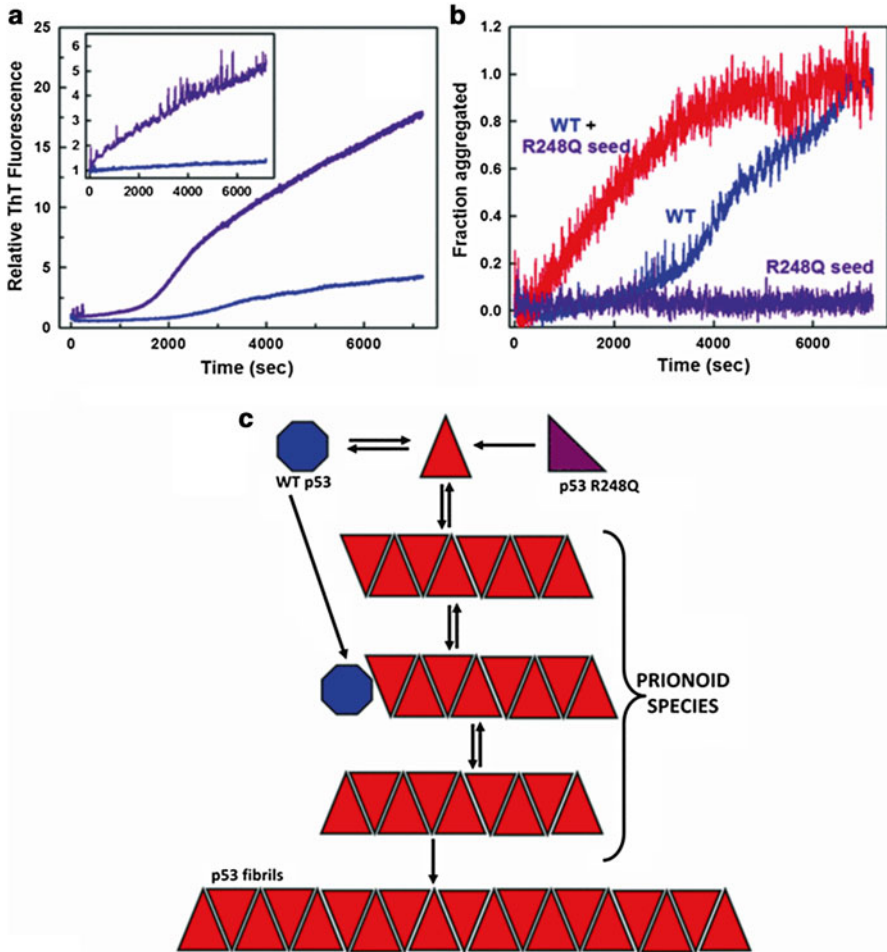 a
Relative ThT Fluorescence
25
20
15
10
5
0
0 2000 4000 6000
Time (sec)
6
5
4
3
2
1
0 2000 4000 6000
b
Fraction aggregated
1.2
1.0
0.8
0.6
0.4
0.2
0.0
0 2000 4000 6000
Time (sec)
WT +
R248Q seed
WT
R248Q seed
c
WT p53
p53 R248Q
PRIONOID
SPECIES
p53 fibrils